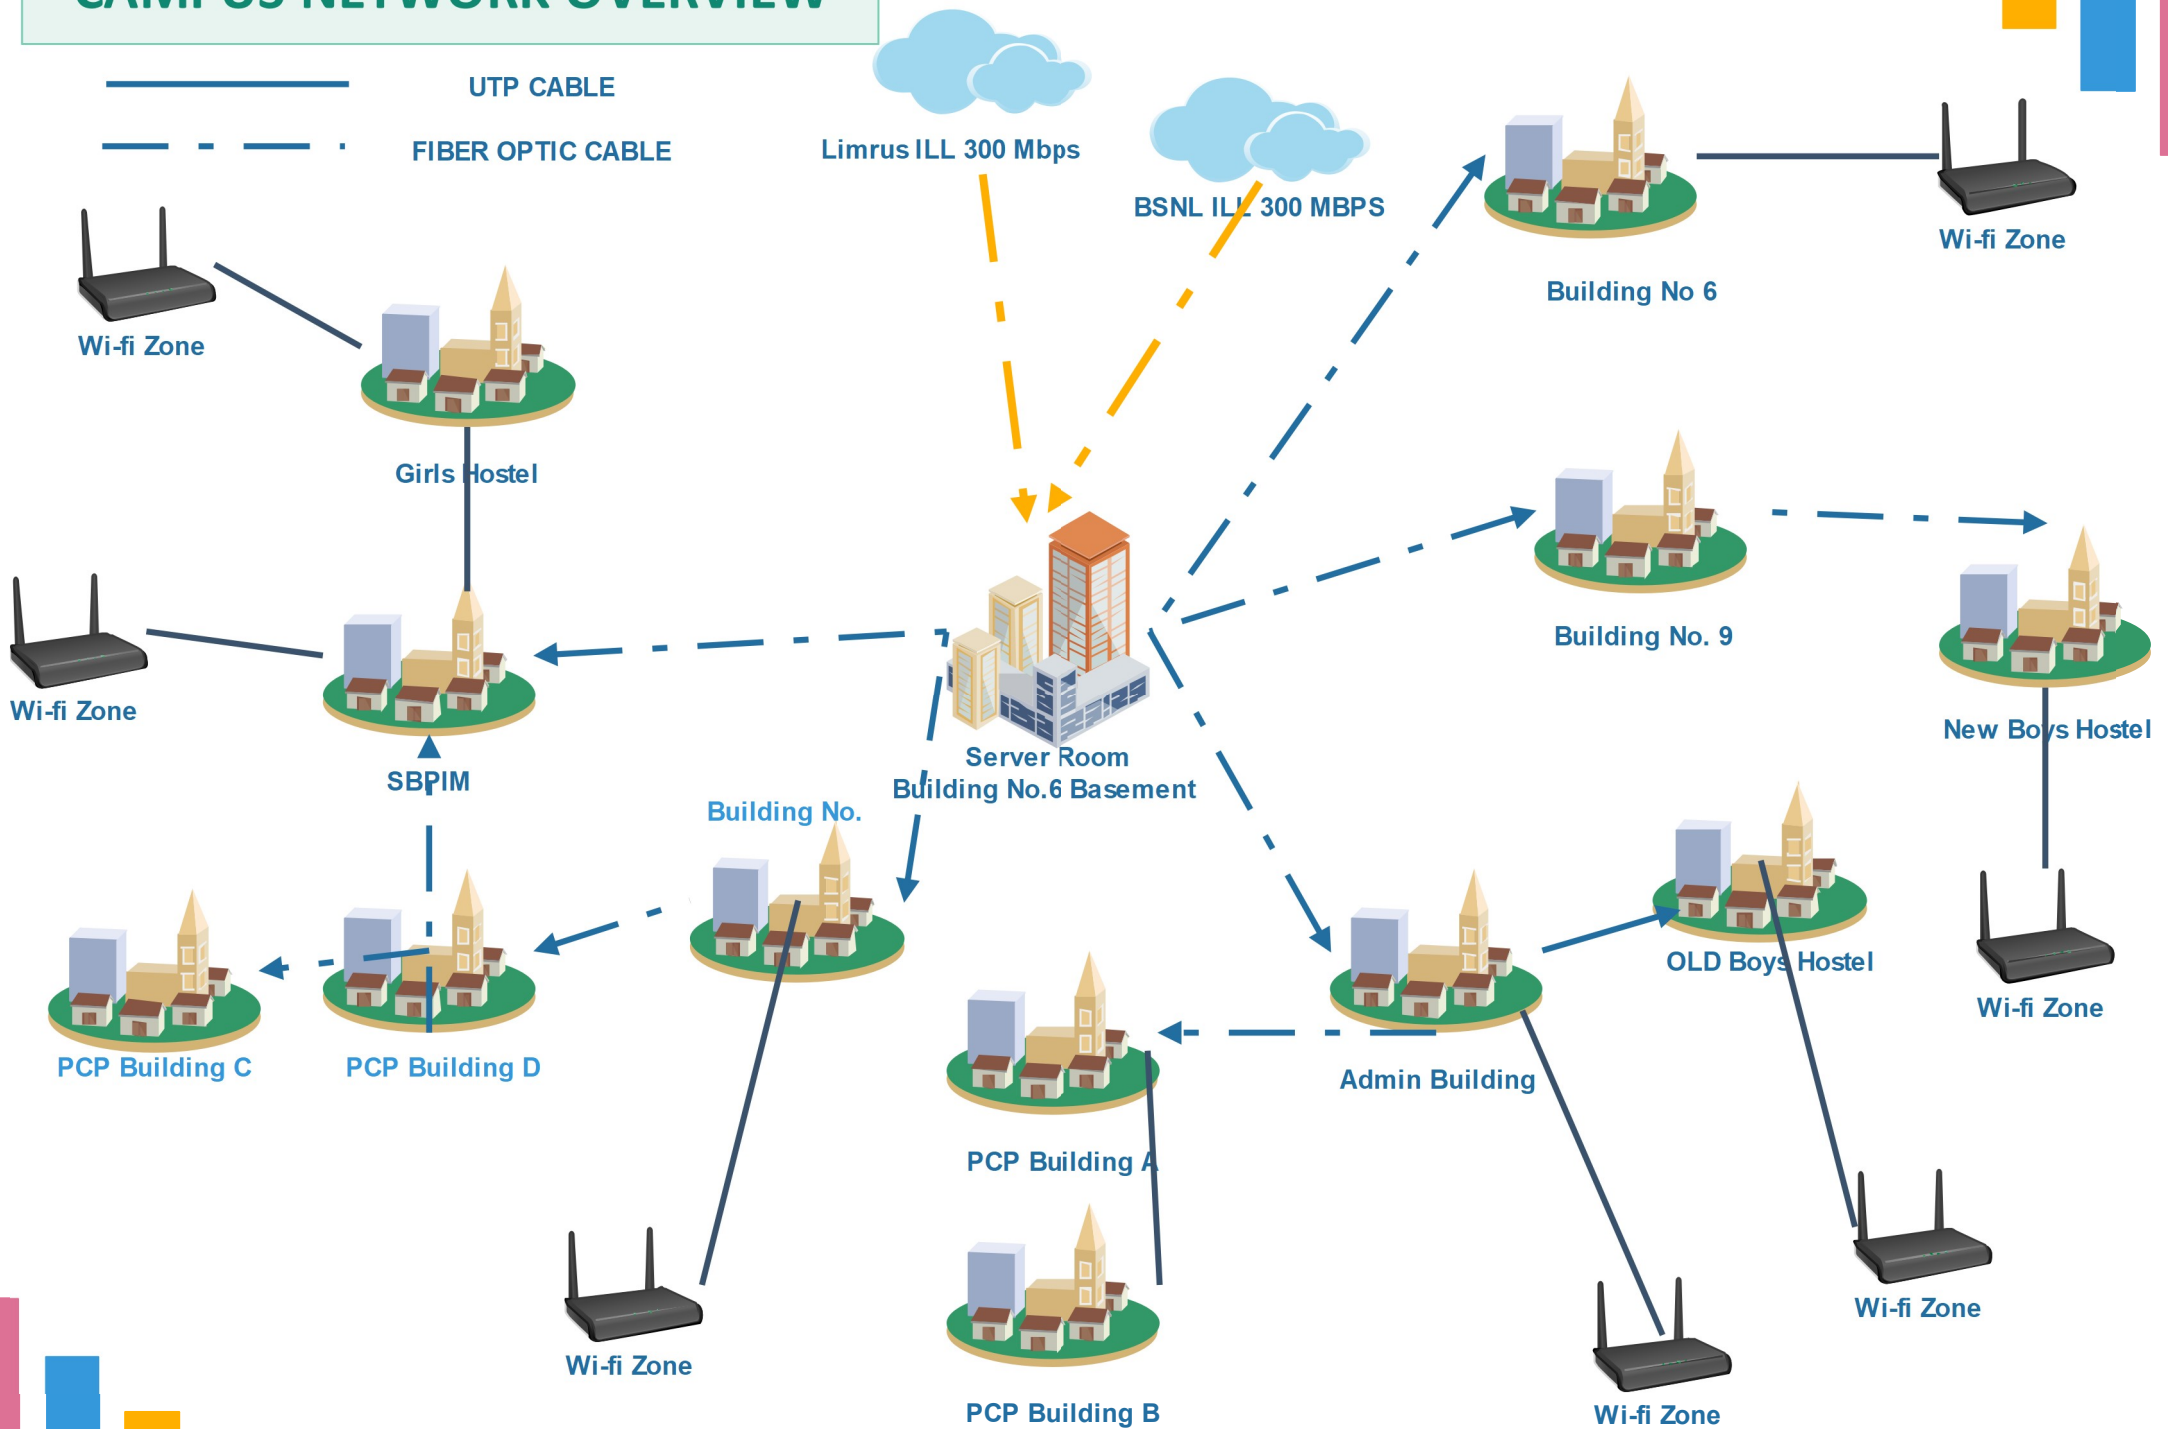 CAMPUS NETWORK OVERVIEW
UTP CABLE
FIBER OPTIC CABLE
Limrus ILL 300 Mbps
BSNL ILL 300 MBPS
Building No 6
Wi-fi Zone
Wi-fi Zone
Girls Hostel
Building No. 9
Wi-fi Zone
New Boys Hostel
SBPIM
Server Room
Building No.6 Basement
Building No.
OLD Boys Hostel
Wi-fi Zone
PCP Building C
PCP Building D
Admin Building
PCP Building A
Wi-fi Zone
Wi-fi Zone
PCP Building B
Wi-fi Zone